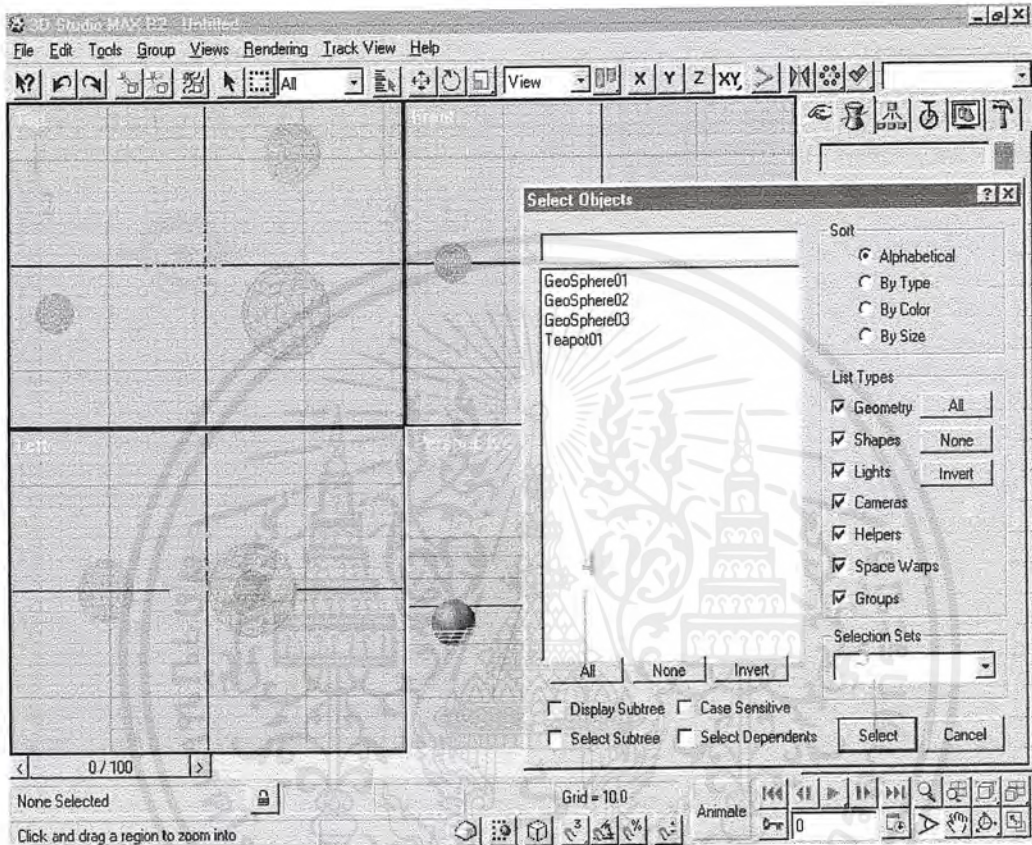 3D Studio MAX R2 - Untitled
File Edit Tools Group Views Rendering Track View Help
All
View
X Y Z XY
Top
Front
Select Objects
Sort
Alphabetical
By Type
By Color
By Size
GeoSphere01
GeoSphere02
GeoSphere03
Teapot01
List Types
Geometry All
Shapes None
Lights Invert
Cameras
Helpers
Space Warps
Groups
Left
Perspective
Selection Sets
All None Invert
Display Subtree Case Sensitive
Select Subtree Select Dependents
Select Cancel
0 / 100
None Selected
Grid = 10.0
Animate
0
Click and drag a region to zoom into